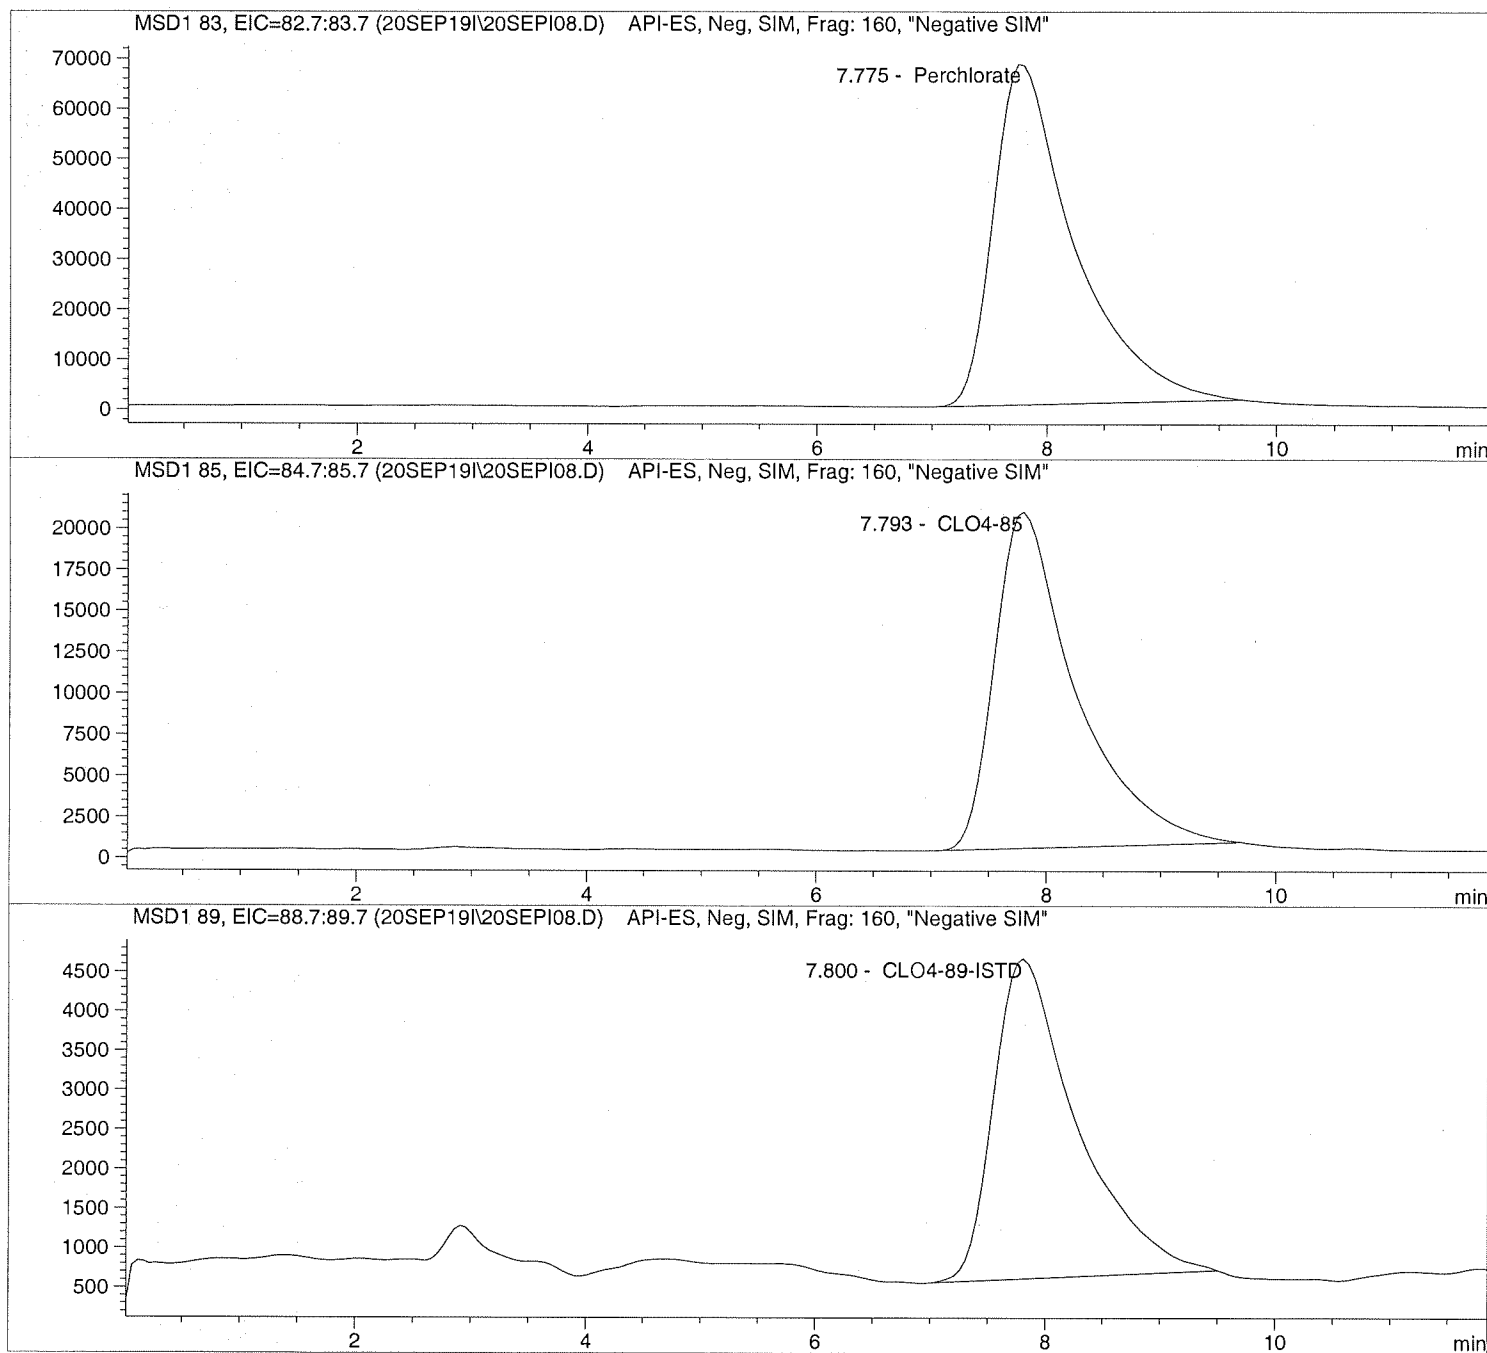 MSD1 83, EIC=82.7:83.7 (20SEP19I\20SEPI08.D) API-ES, Neg, SIM, Frag: 160, "Negative SIM"
70000
7.775 - Perchlorate
60000
50000
40000
30000
20000
10000
0
2 4 6 8 10 min
MSD1 85, EIC=84.7:85.7 (20SEP19I\20SEPI08.D) API-ES, Neg, SIM, Frag: 160, "Negative SIM"
7.793 - CLO4-85
20000
17500
15000
12500
10000
7500
5000
2500
0
2 4 6 8 10 min
MSD1 89, EIC=88.7:89.7 (20SEP19I\20SEPI08.D) API-ES, Neg, SIM, Frag: 160, "Negative SIM"
4500 7.800 - CLO4-89-ISTD
4000
3500
3000
2500
2000
1500
1000
500
2 4 6 8 10 min